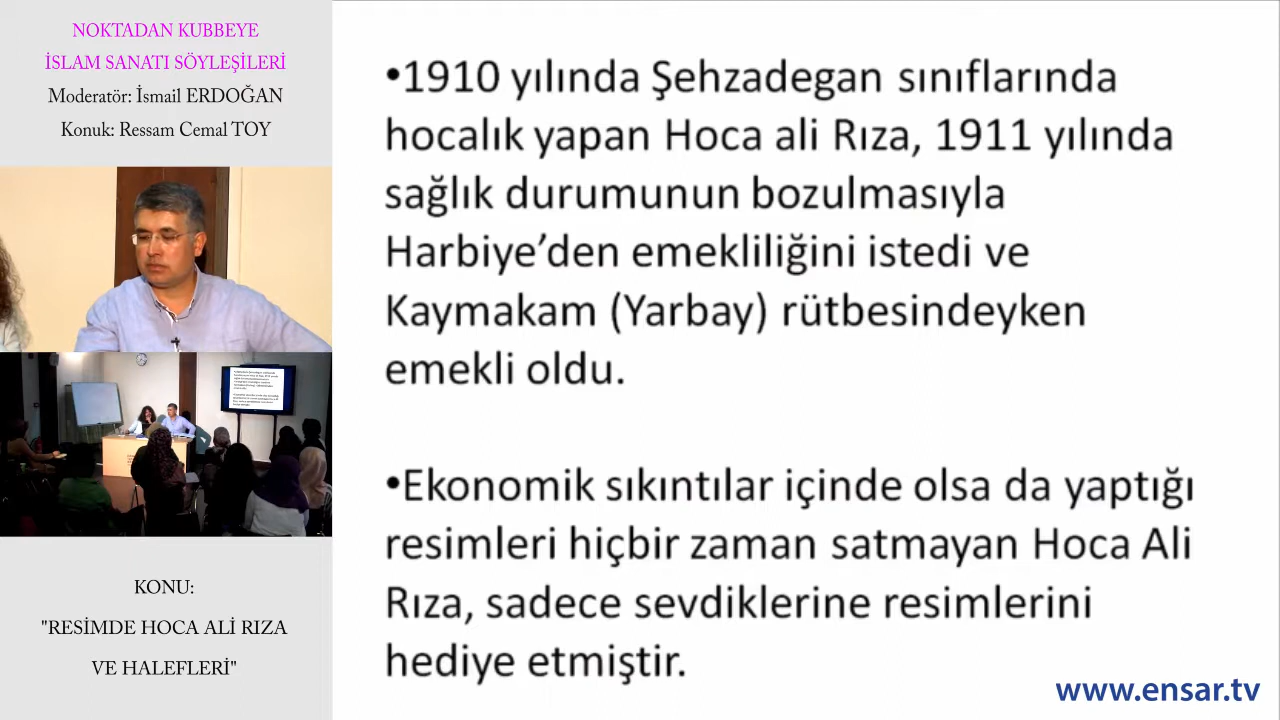 NOKTADAN KUBBEYE
İSLAM SANATI SÖYLEŞİLERİ
Moderatör: İsmail ERDOĞAN
Konuk: Ressam Cemal TOY
KONU:
"RESİMDE HOCA ALİ RIZA
VE HALEFLERİ"
•1910 yılında Şehzadegan sınıflarında
hocalık yapan Hoca ali Rıza, 1911 yılında
sağlık durumunun bozulmasıyla
Harbiye’den emekliliğini istedi ve
Kaymakam (Yarbay) rütbesindeyken
emekli oldu.
•Ekonomik sıkıntılar içinde olsa da yaptığı
resimleri hiçbir zaman satmayan Hoca Ali
Rıza, sadece sevdiklerine resimlerini
hediye etmiştir.
www.ensar.tv